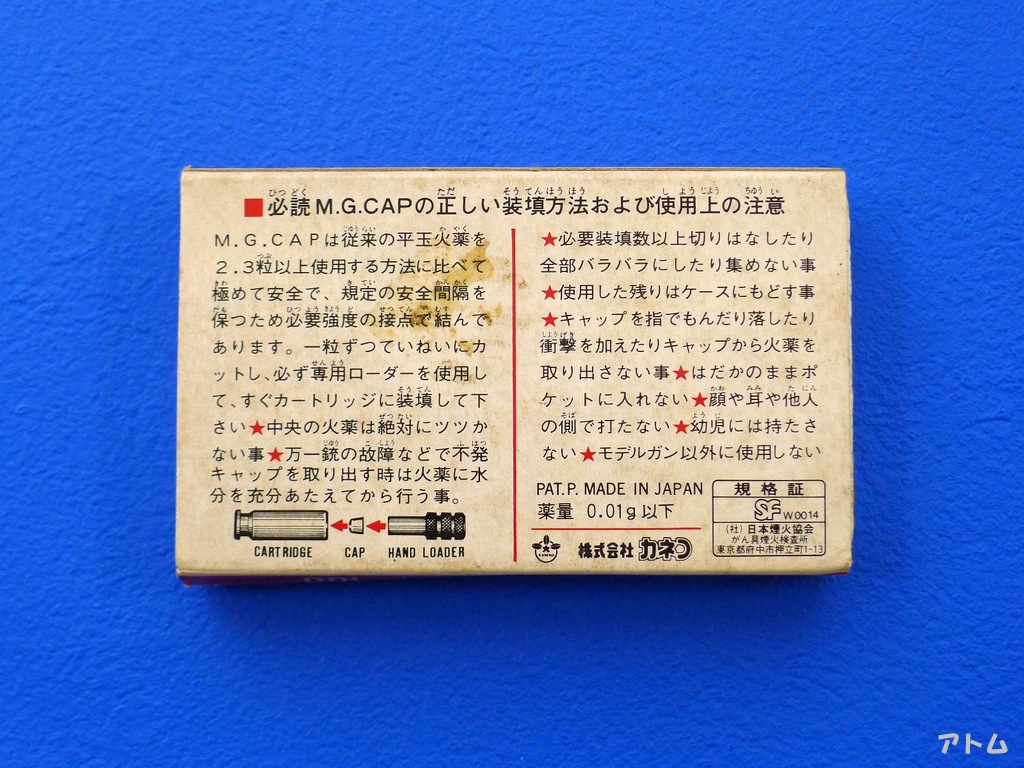 ■必読M.G.CAPの正しい装填方法および使用上の注意
M.G.CAPは従来の平玉火薬を
2.3粒以上使用する方法に比べて
極めて安全で、規定の安全間隔を
保つため必要強度の接点で結んで
あります。一粒ずつていねいにカ
ットし、必ず専用ローダーを使用し
て、すぐカートリッジに装填して下
さい★中央の火薬は絶対にツツか
ない事★万一銃の故障などで不発
キャップを取り出す時は火薬に水
分を充分あたえてから行う事。
CARTRIDGE CAP HAND LOADER
★必要装填数以上切りはなしたり
全部バラバラにしたり集めない事
★使用した残りはケースにもどす事
★キャップを指でもんだり落したり
衝撃を加えたりキャップから火薬を
取り出さない事★はだかのままポ
ケットに入れない★顔や耳や他人
の側で打たない★幼児には持たさ
ない★モデルガン以外に使用しない
PAT.P. MADE IN JAPAN
薬量 0.01g以下
株式会社 カネコ
規格証
SF W0014
(社)日本煙火協会
がん具煙火検査所
東京都府中市押立町1-13
アトム